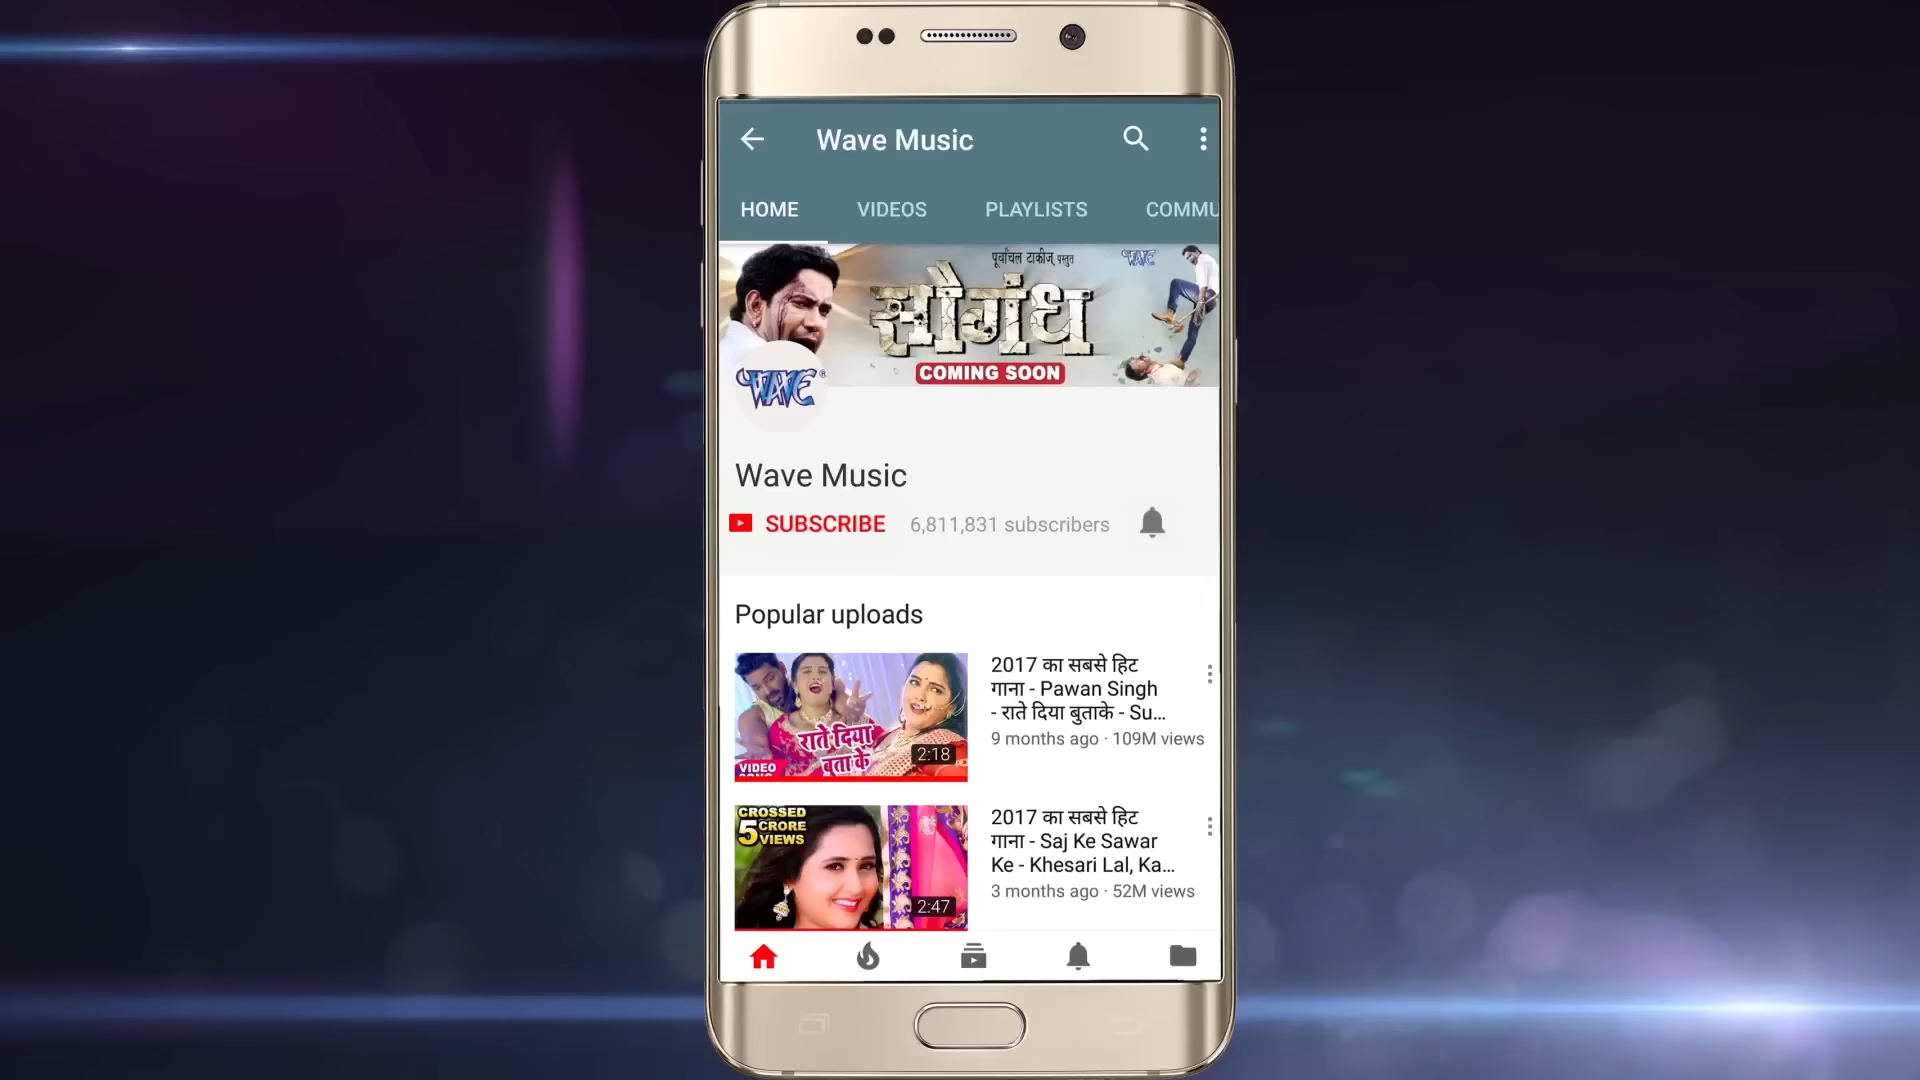 Wave Music
HOME VIDEOS PLAYLISTS COMMU
पूर्वांचल टाकीज् प्रस्तुत
WAVE
सौगंध
COMING SOON
WAVE®
Wave Music
SUBSCRIBE 6,811,831 subscribers
Popular uploads
राते दिया
बुता के
VIDEO
SONG
2:18
2017 का सबसे हिट
गाना - Pawan Singh
- राते दिया बुताके - Su...
9 months ago · 109M views
CROSSED
5 CRORE
VIEWS
2:47
2017 का सबसे हिट
गाना - Saj Ke Sawar
Ke - Khesari Lal, Ka...
3 months ago · 52M views